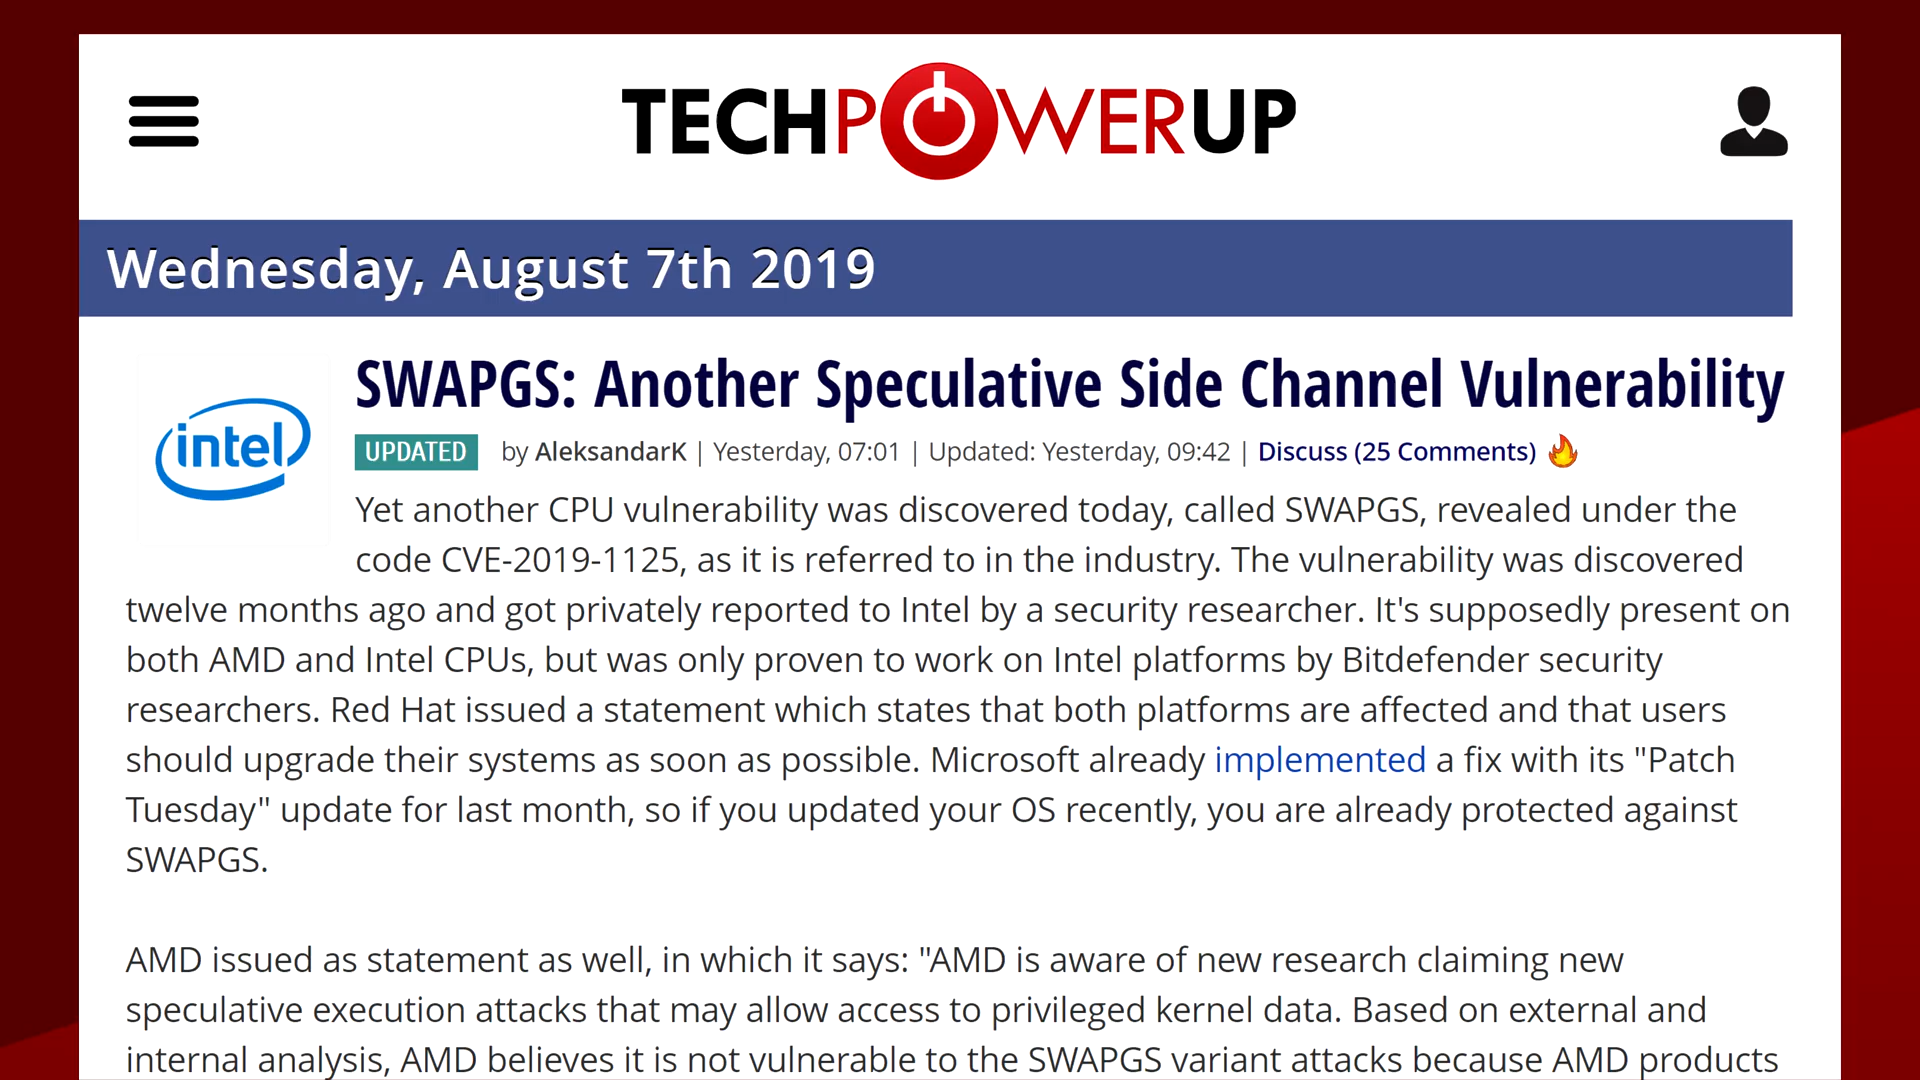 TECHPOWERUP
Wednesday, August 7th 2019
intel
SWAPGS: Another Speculative Side Channel Vulnerability
UPDATED by AleksandarK | Yesterday, 07:01 | Updated: Yesterday, 09:42 | Discuss (25 Comments)
Yet another CPU vulnerability was discovered today, called SWAPGS, revealed under the
code CVE-2019-1125, as it is referred to in the industry. The vulnerability was discovered
twelve months ago and got privately reported to Intel by a security researcher. It's supposedly present on
both AMD and Intel CPUs, but was only proven to work on Intel platforms by Bitdefender security
researchers. Red Hat issued a statement which states that both platforms are affected and that users
should upgrade their systems as soon as possible. Microsoft already implemented a fix with its "Patch
Tuesday" update for last month, so if you updated your OS recently, you are already protected against
SWAPGS.
AMD issued as statement as well, in which it says: "AMD is aware of new research claiming new
speculative execution attacks that may allow access to privileged kernel data. Based on external and
internal analysis, AMD believes it is not vulnerable to the SWAPGS variant attacks because AMD products